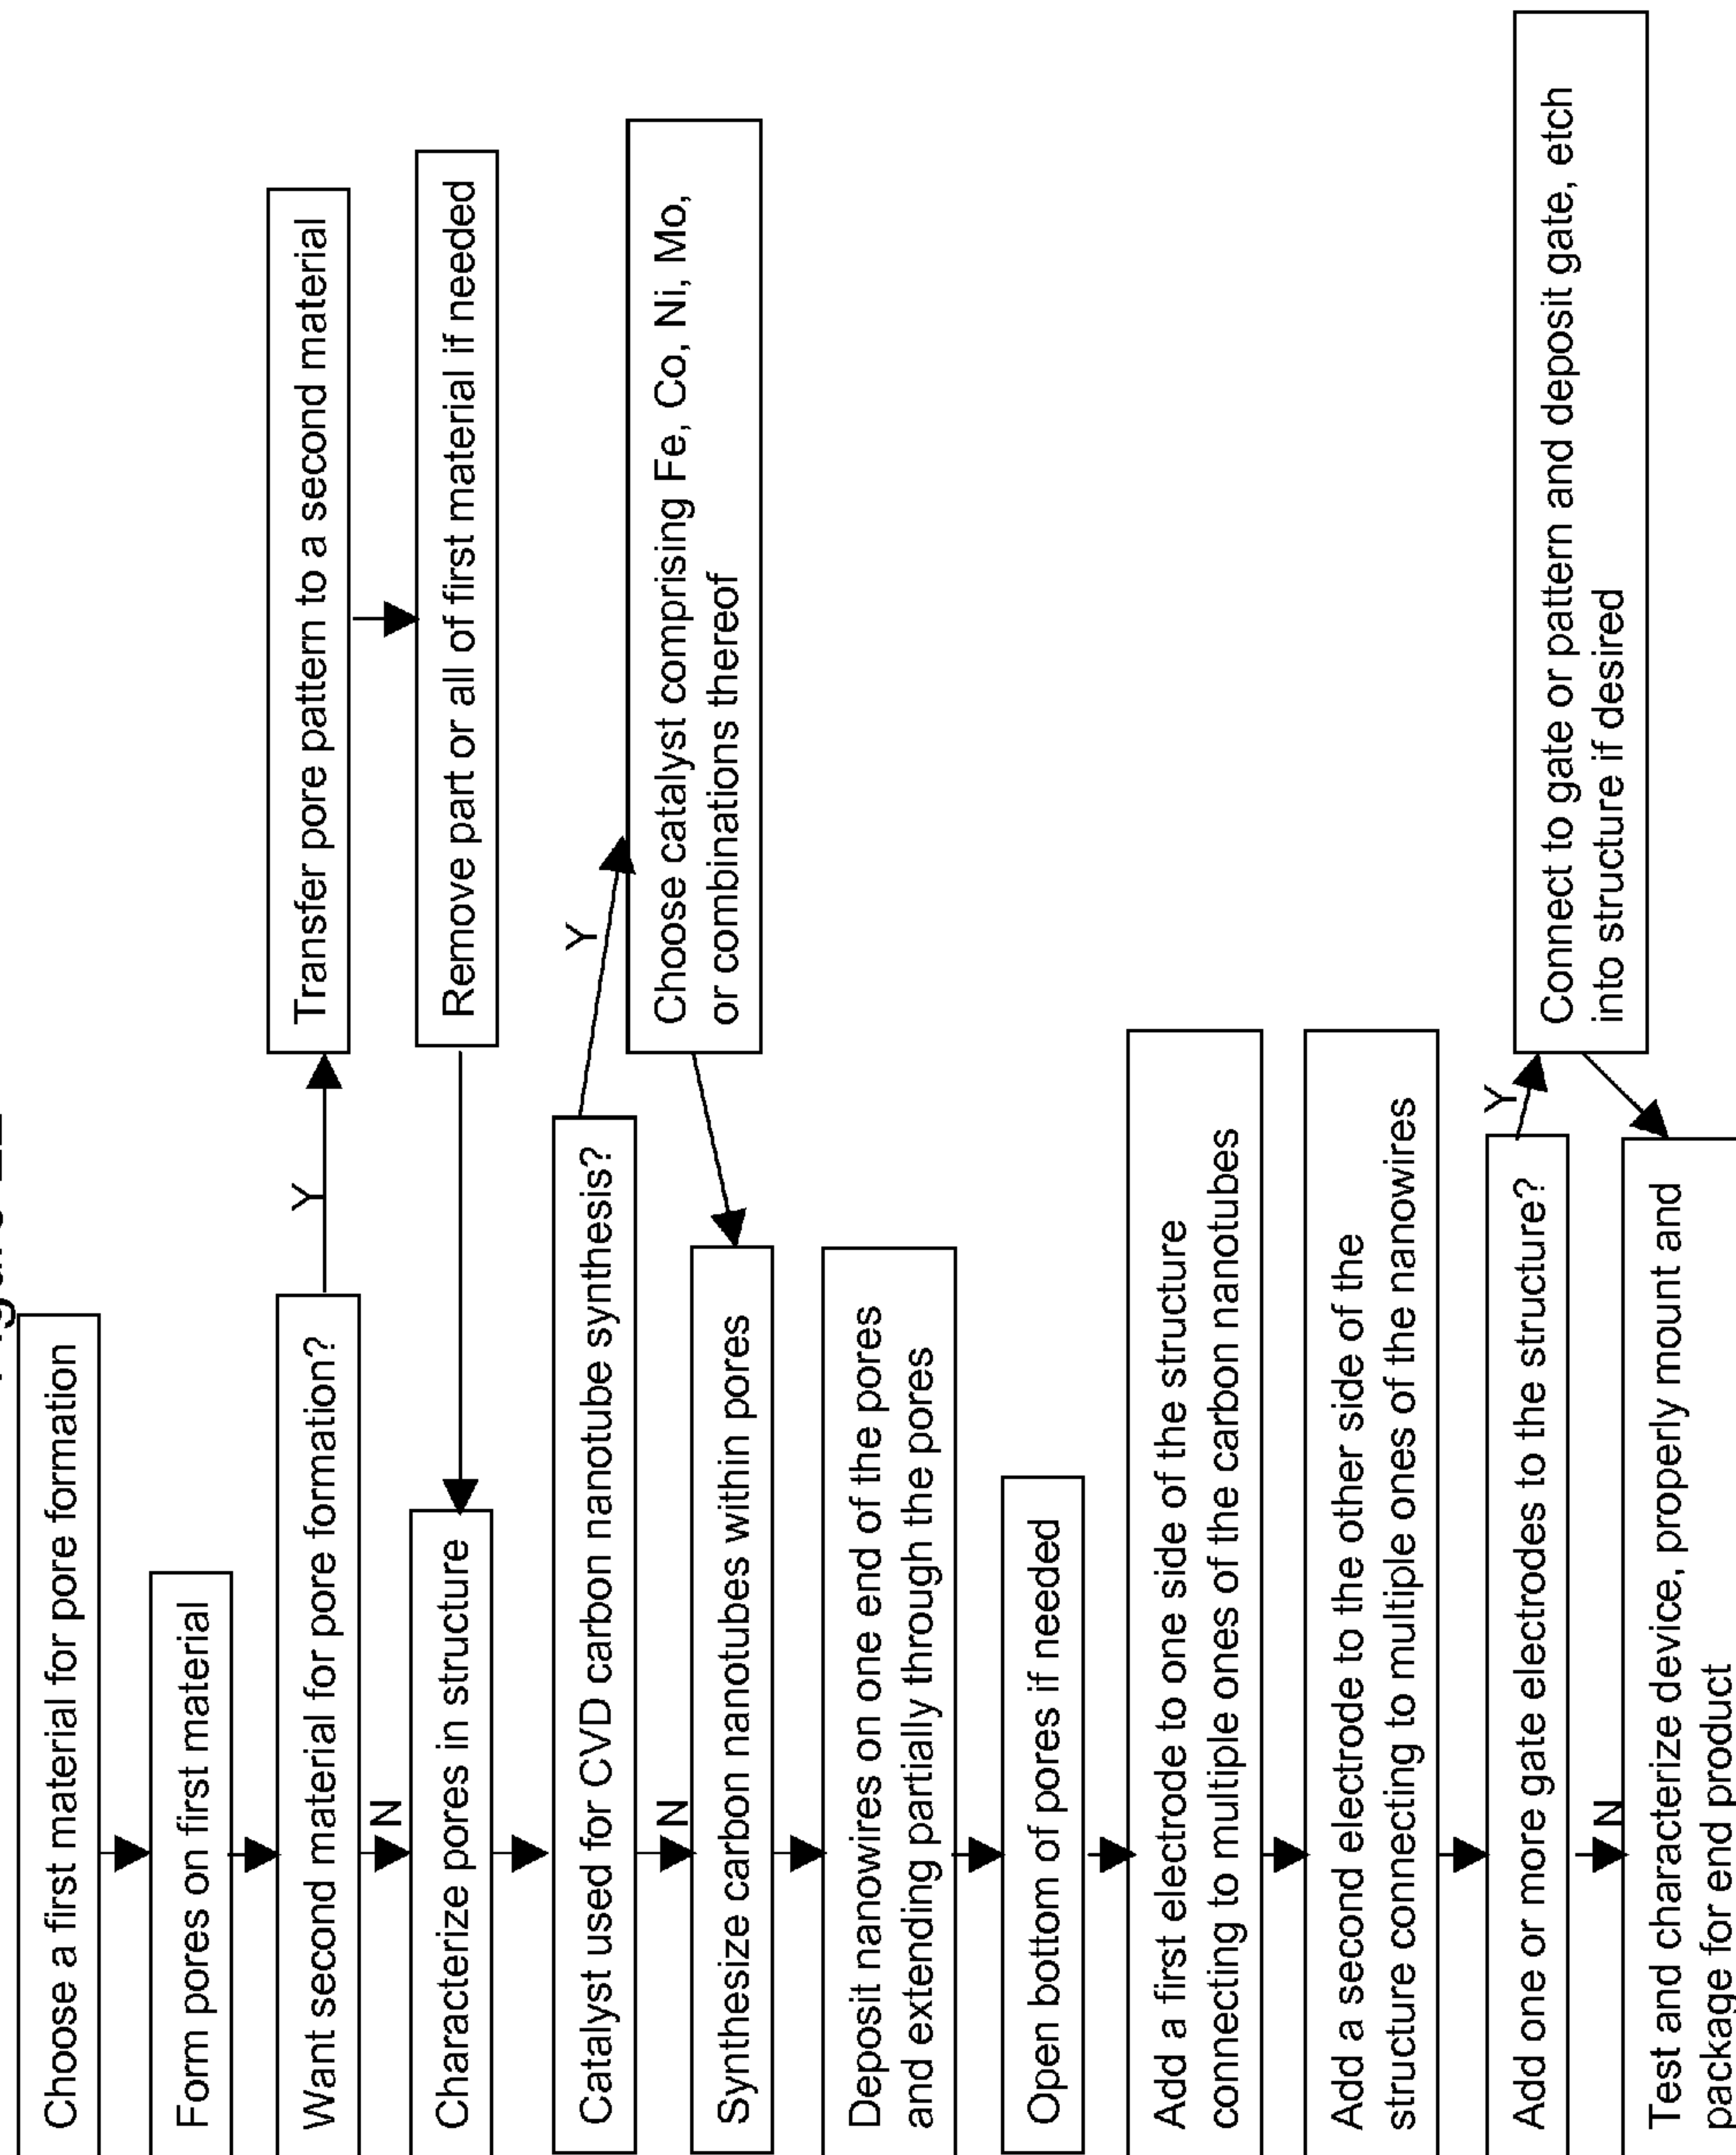 Choose a first material for pore formation
Form pores on first material
Want second material for pore formation?
Y
Transfer pore pattern to a second material
Remove part or all of first material if needed
N
Characterize pores in structure
Catalyst used for CVD carbon nanotube synthesis?
Y
Choose catalyst comprising Fe, Co, Ni, Mo,
or combinations thereof
N
Synthesize carbon nanotubes within pores
Deposit nanowires on one end of the pores
and extending partially through the pores
Open bottom of pores if needed
Add a first electrode to one side of the structure
connecting to multiple ones of the carbon nanotubes
Add a second electrode to the other side of the
structure connecting to multiple ones of the nanowires
Add one or more gate electrodes to the structure?
Y
Connect to gate or pattern and deposit gate, etch
into structure if desired
N
Test and characterize device, properly mount and
package for end product